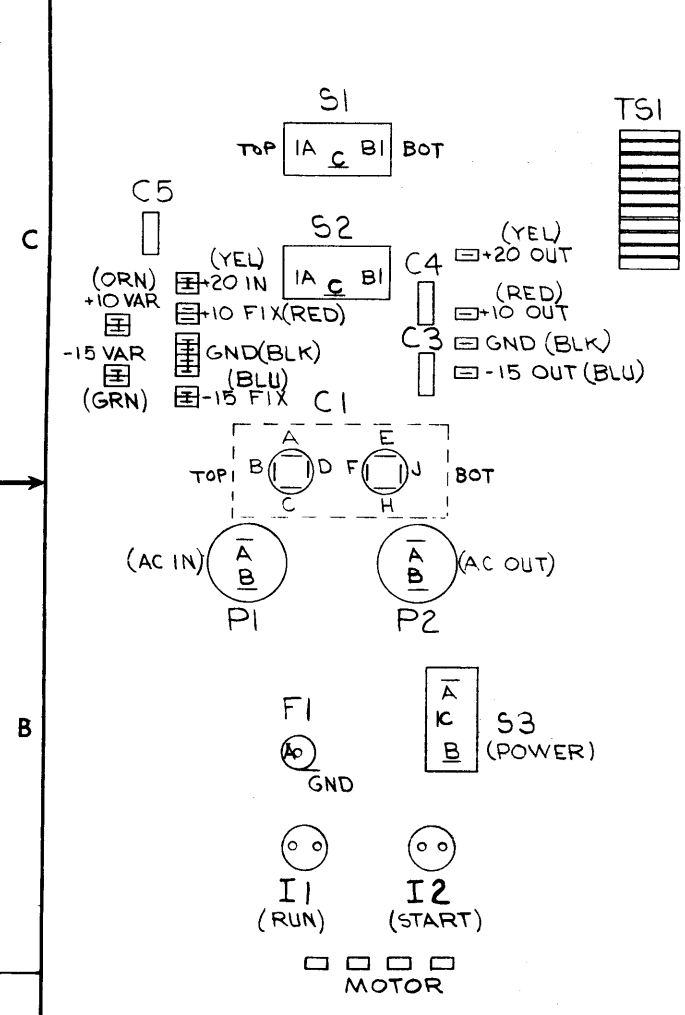 S1
TS1
TOP 1A C B1 BOT
C5
C
S2
(YEL)
+20 OUT
(YEL)
+20 IN
1A C B1
C4
(ORN)
+10 VAR
+10 FIX(RED)
(RED)
+10 OUT
C3
-15 VAR
GND(BLK)
GND (BLK)
(BLU)
-15 OUT(BLU)
(GRN)
-15 FIX
C1
A
E
TOP B D F J BOT
C
H
(AC IN)
A
B
A
B
(AC OUT)
P1
P2
A
1C
B
F1
B
S3
(POWER)
A
GND
I1
(RUN)
I2
(START)
MOTOR